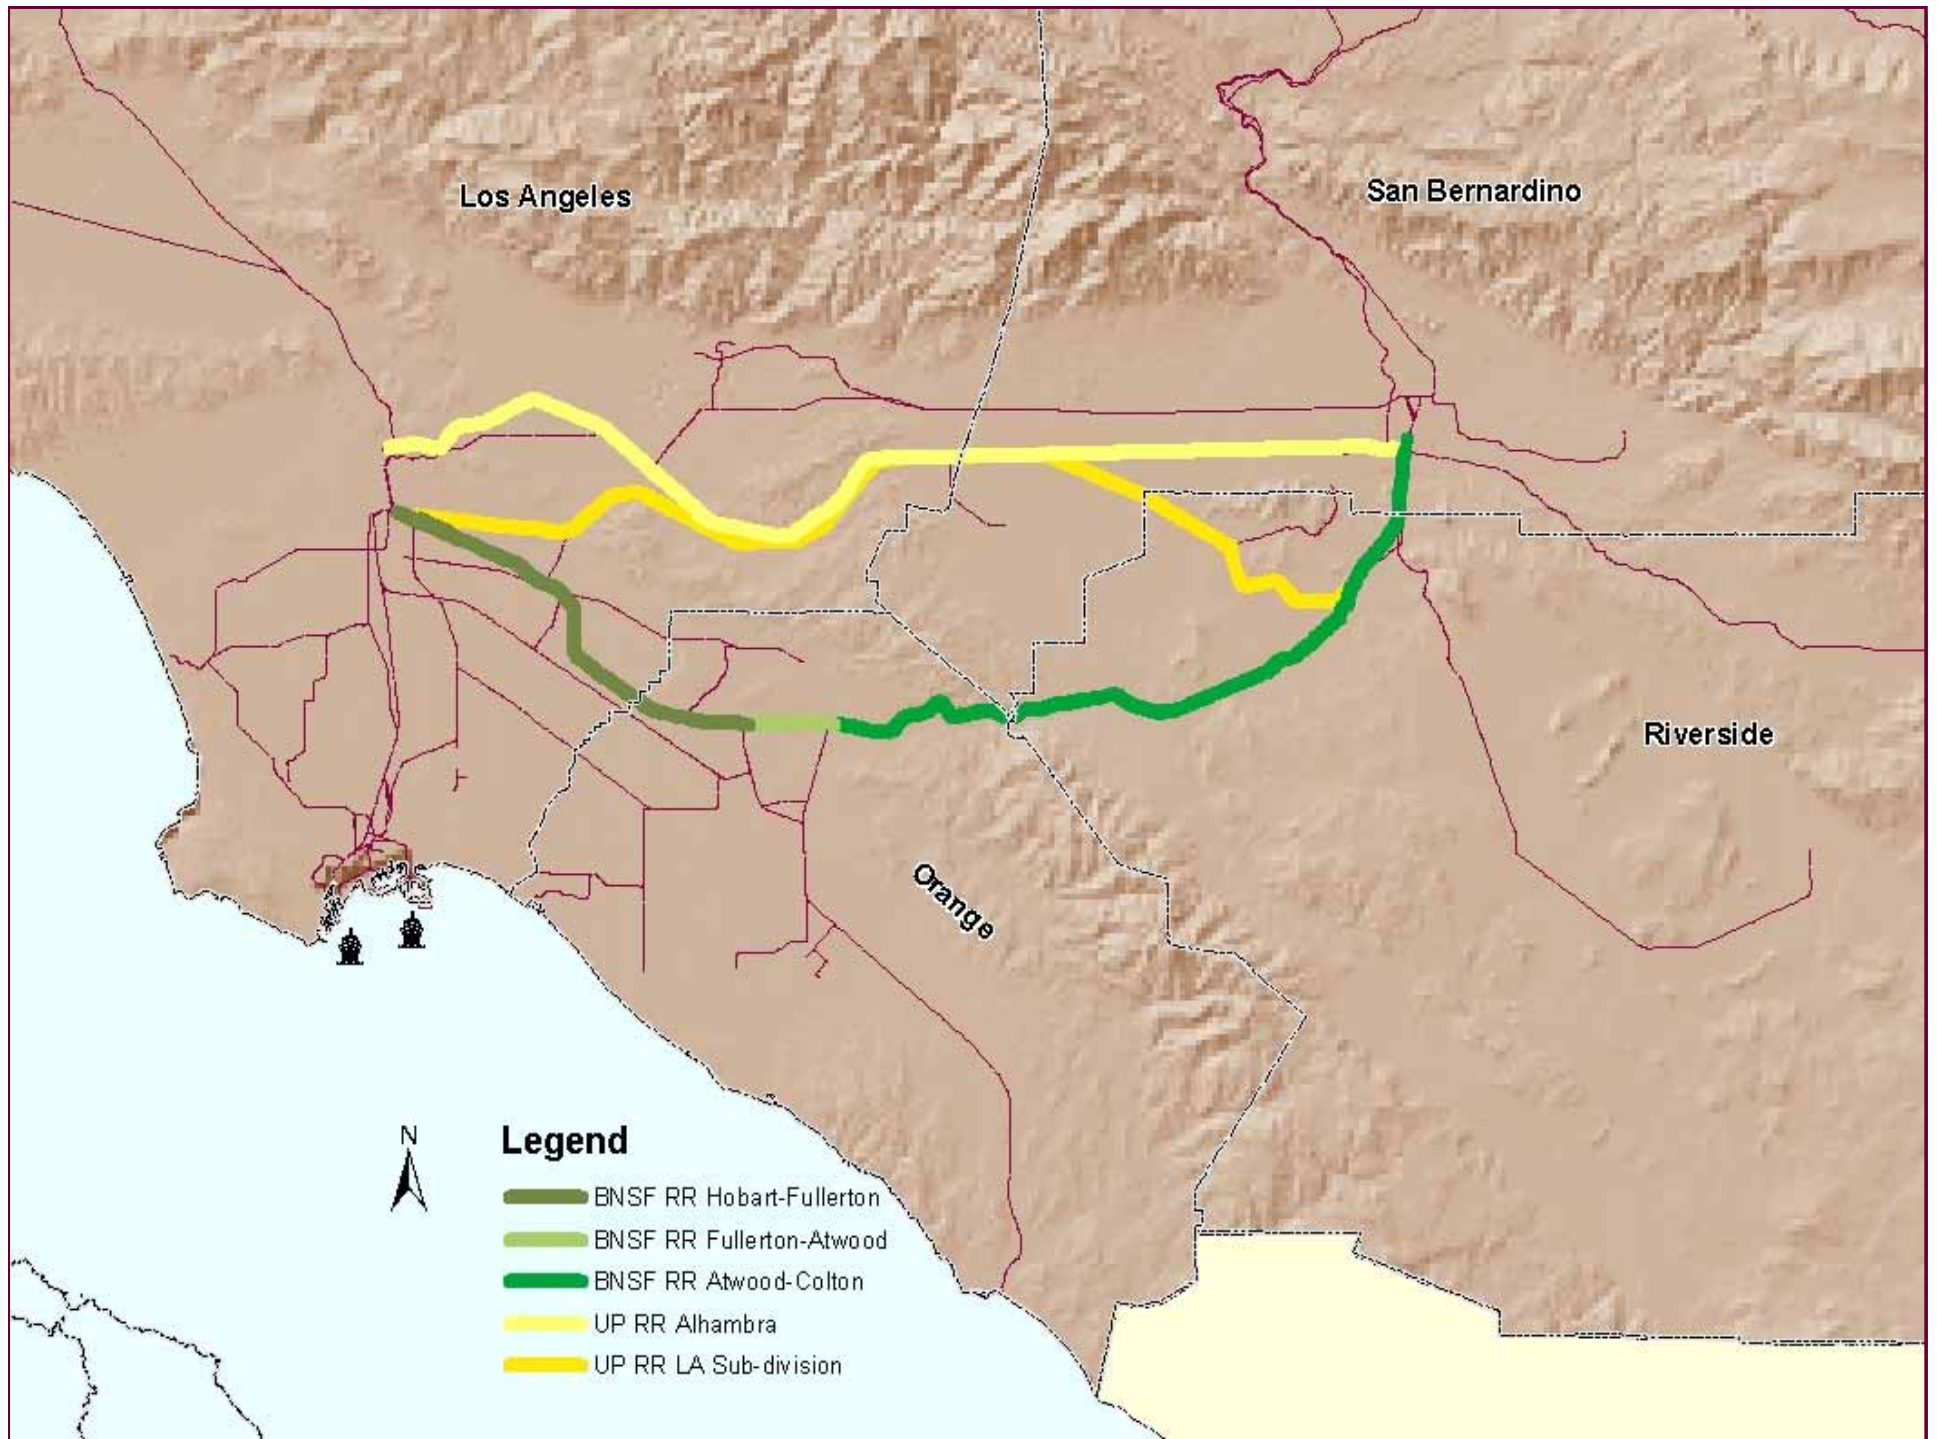 San Bernardino
Los Angeles
Riverside
Orange
N
Legend
BNSF RR Hobart-Fullerton
BNSF RR Fullerton-Atwood
BNSF RR Atwood-Colton
UP RR Alhambra
UP RR LA Sub-division